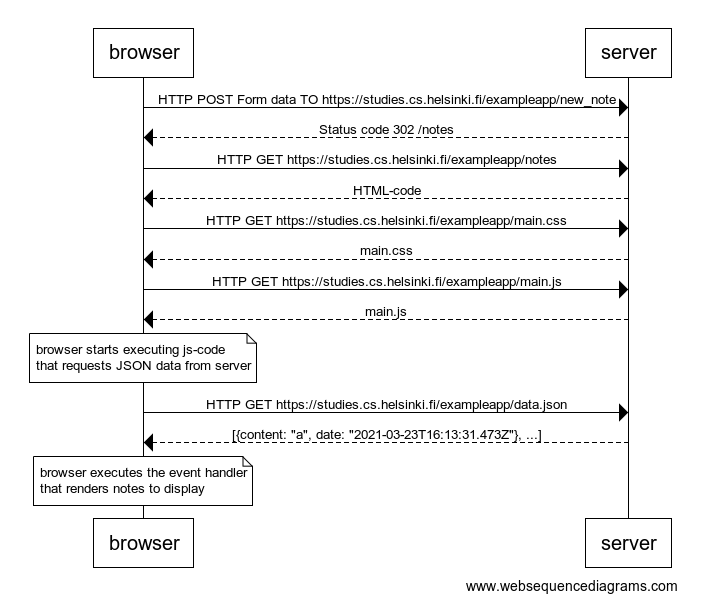 browser
server
HTTP POST Form data TO https://studies.cs.helsinki.fi/exampleapp/new_note
Status code 302 /notes
HTTP GET https://studies.cs.helsinki.fi/exampleapp/notes
HTML-code
HTTP GET https://studies.cs.helsinki.fi/exampleapp/main.css
main.css
HTTP GET https://studies.cs.helsinki.fi/exampleapp/main.js
main.js
browser starts executing js-code
that requests JSON data from server
HTTP GET https://studies.cs.helsinki.fi/exampleapp/data.json
[{content: "a", date: "2021-03-23T16:13:31.473Z"}, ...]
browser executes the event handler
that renders notes to display
browser
server
www.websequencediagrams.com